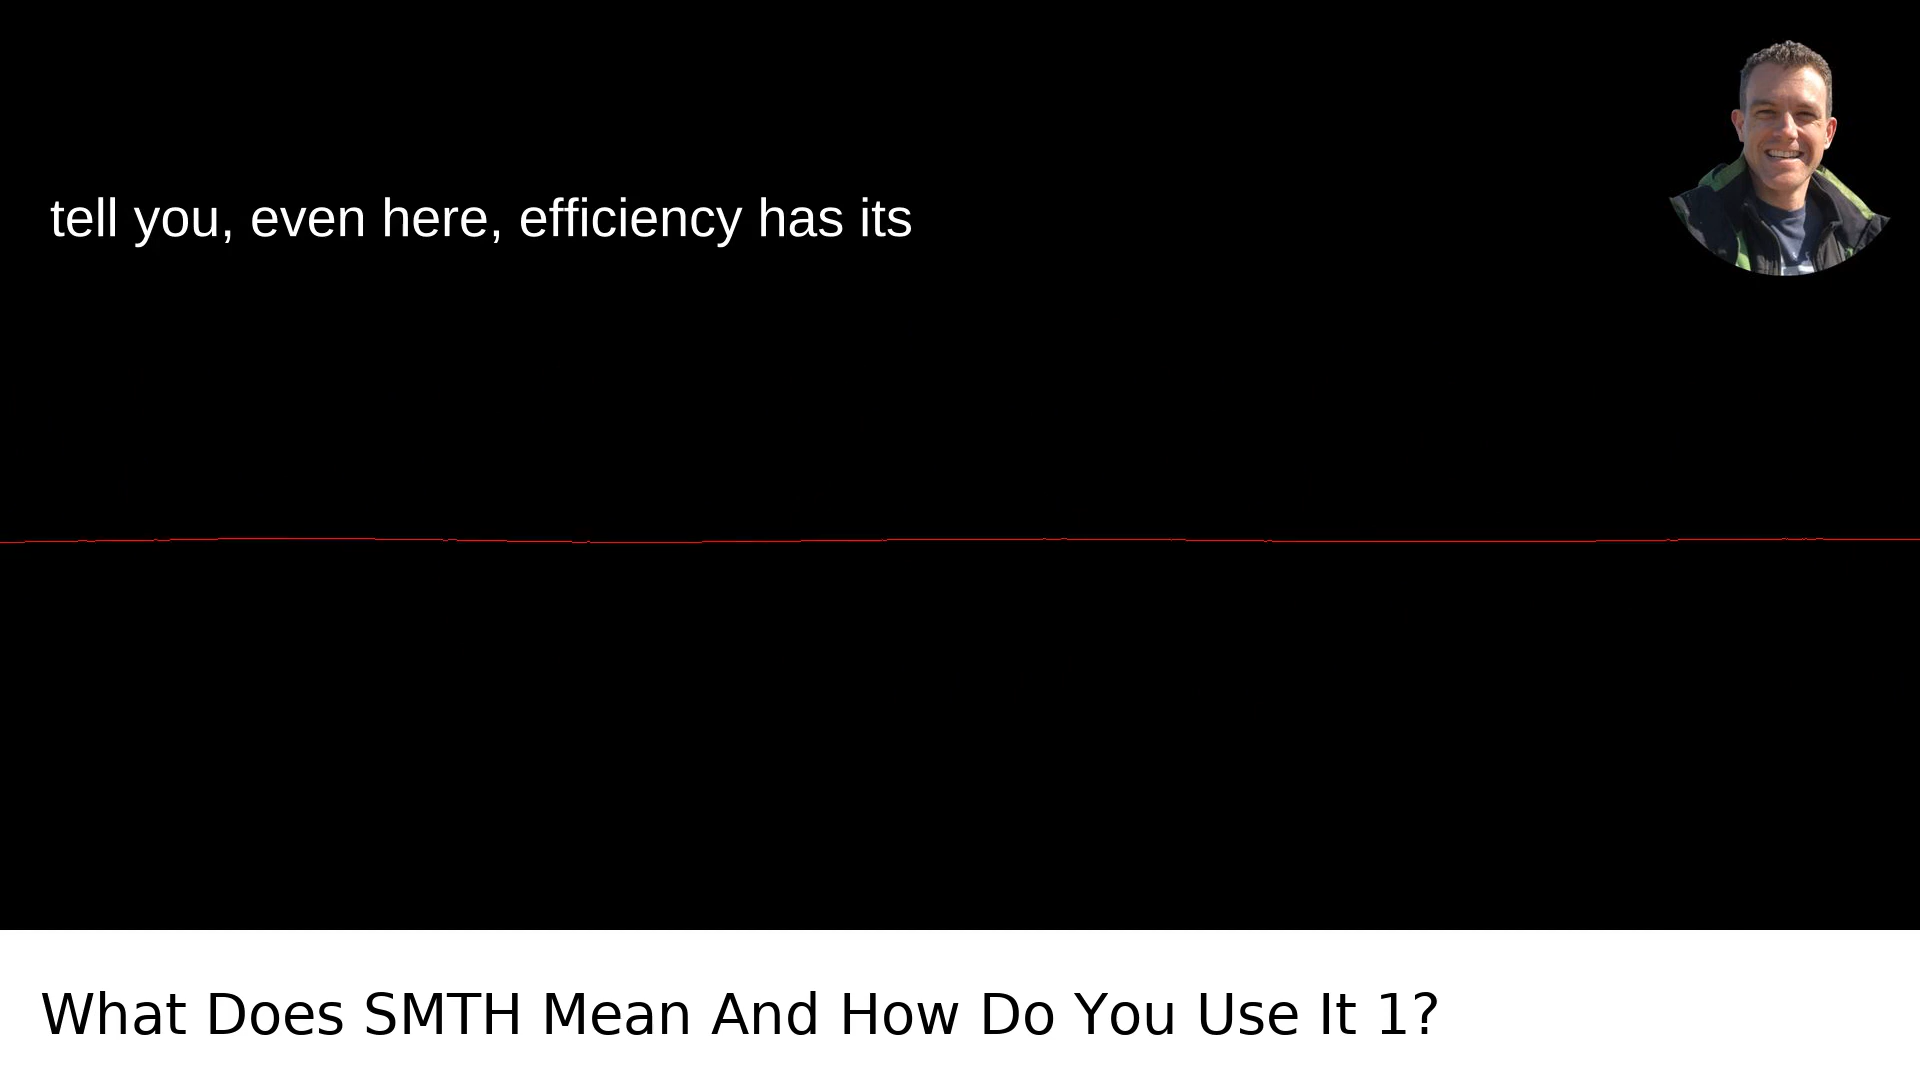 tell you, even here, efficiency has its
What Does SMTH Mean And How Do You Use It 1?